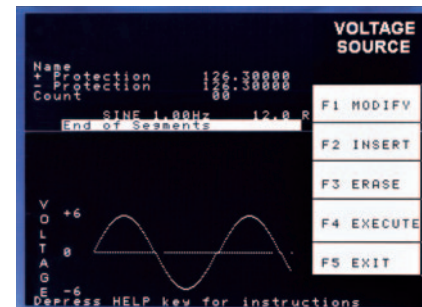 VOLTAGE
SOURCE
Name
+ Protection 126.30000
- Protection 126.30000
Count 00
SINE 1.00Hz 12.0 R
End of Segments
F1 MODIFY
F2 INSERT
F3 ERASE
F4 EXECUTE
F5 EXIT
VOLTAGE
+6
0
-6
Depress HELP key for instructions